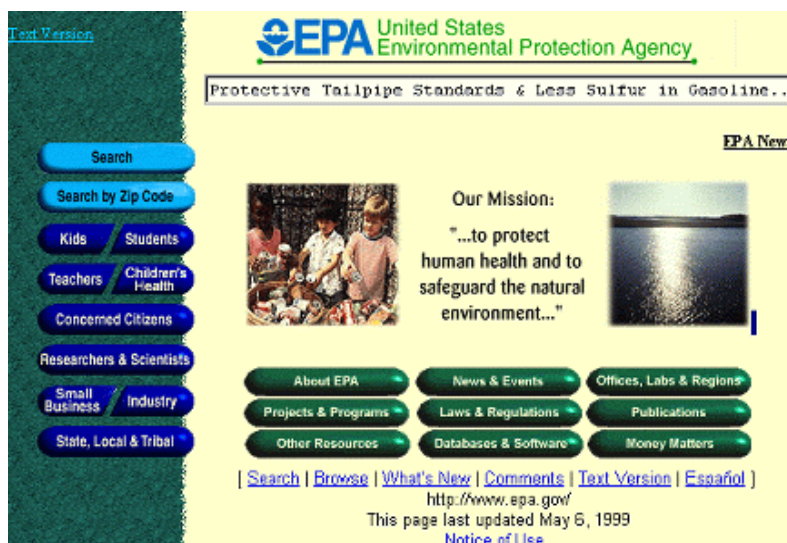 Text Version
EPA United States
Environmental Protection Agency
Protective Tailpipe Standards & Less Sulfur in Gasoline..
EPA New
Search
Search by Zip Code
Kids / Students
Teachers / Children's Health
Concerned Citizens
Researchers & Scientists
Small Business / Industry
State, Local & Tribal
Our Mission:
"...to protect
human health and to
safeguard the natural
environment..."
About EPA
News & Events
Offices, Labs & Regions
Projects & Programs
Laws & Regulations
Publications
Other Resources
Databases & Software
Money Matters
[ Search | Browse | What's New | Comments | Text Version | Español ]
http://www.epa.gov/
This page last updated May 6, 1999
Notice of Use